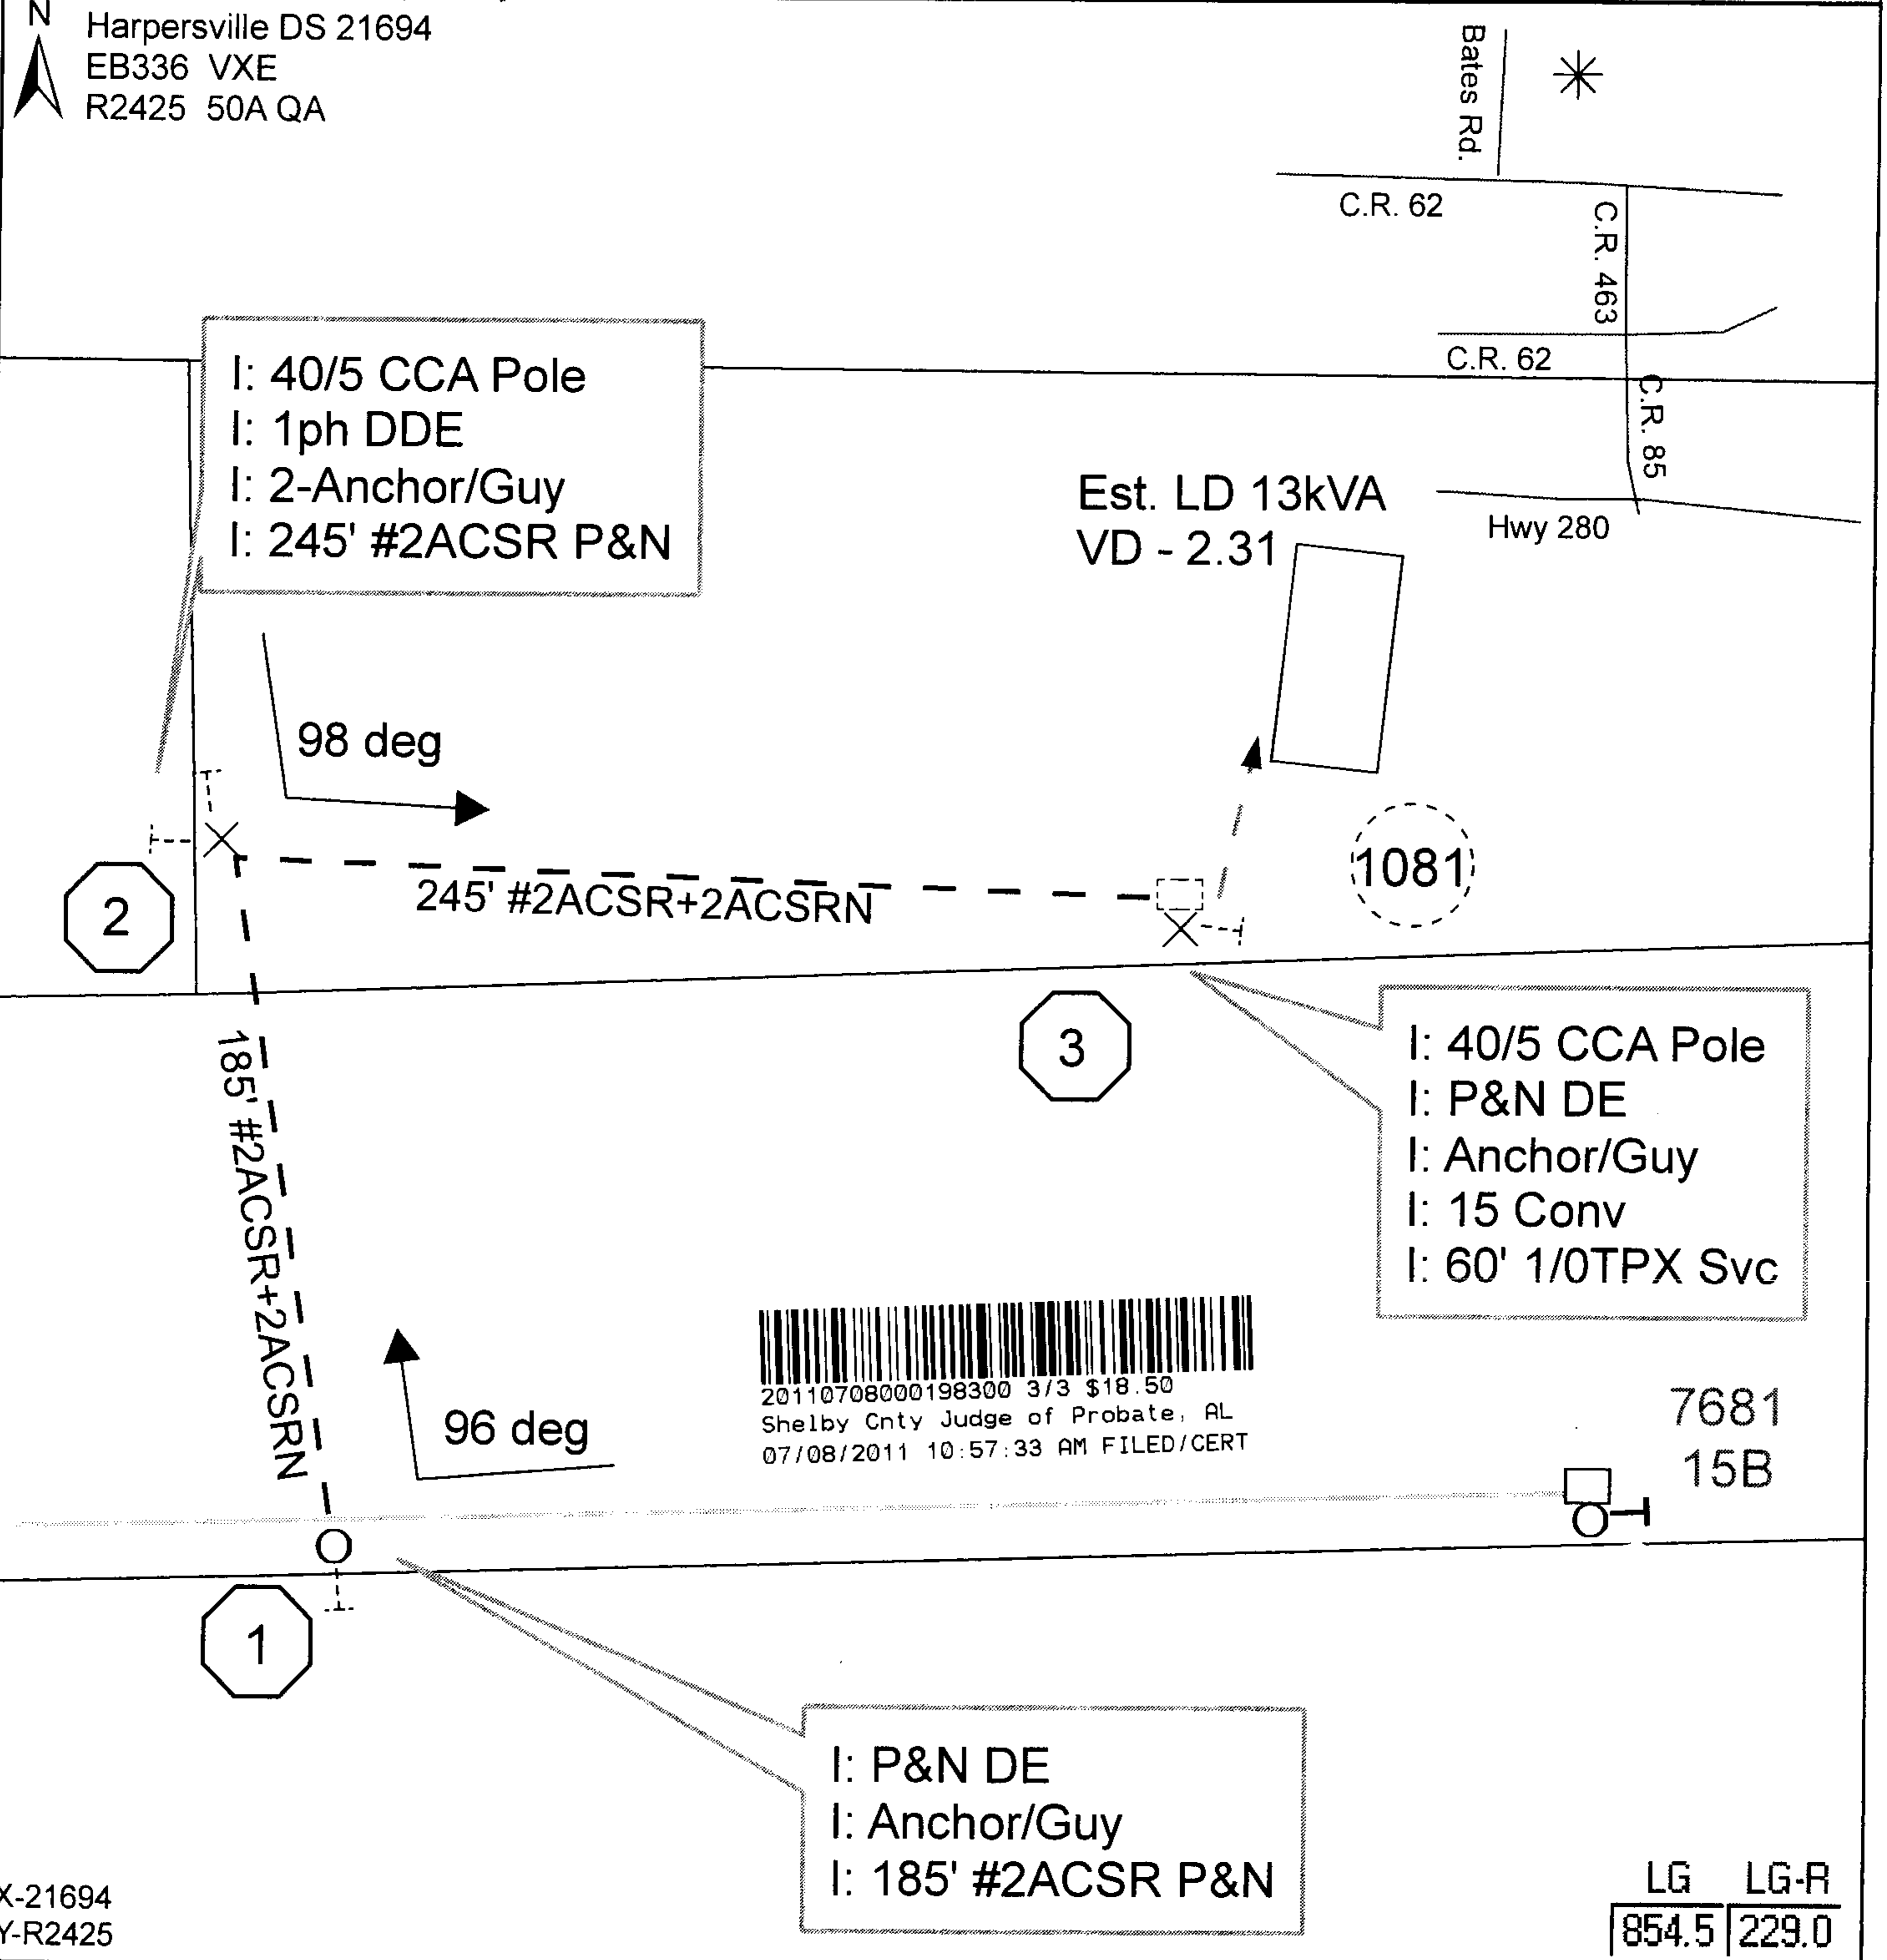 N
Harpersville DS 21694
EB336 VXE
R2425 50A QA
Bates Rd.
C.R. 62
C.R. 463
C.R. 62
C.R. 85
Hwy 280
I: 40/5 CCA Pole
I: 1ph DDE
I: 2-Anchor/Guy
I: 245' #2ACSR P&N
Est. LD 13kVA
VD - 2.31
98 deg
1081
2
245' #2ACSR+2ACSRN
3
185' #2ACSR+2ACSRN
I: 40/5 CCA Pole
I: P&N DE
I: Anchor/Guy
I: 15 Conv
I: 60' 1/0TPX Svc
20110708000198300 3/3 $18.50
Shelby Cnty Judge of Probate, AL
07/08/2011 10:57:33 AM FILED/CERT
96 deg
7681
15B
1
I: P&N DE
I: Anchor/Guy
I: 185' #2ACSR P&N
X-21694
Y-R2425
LG LG-R
854.5 229.0